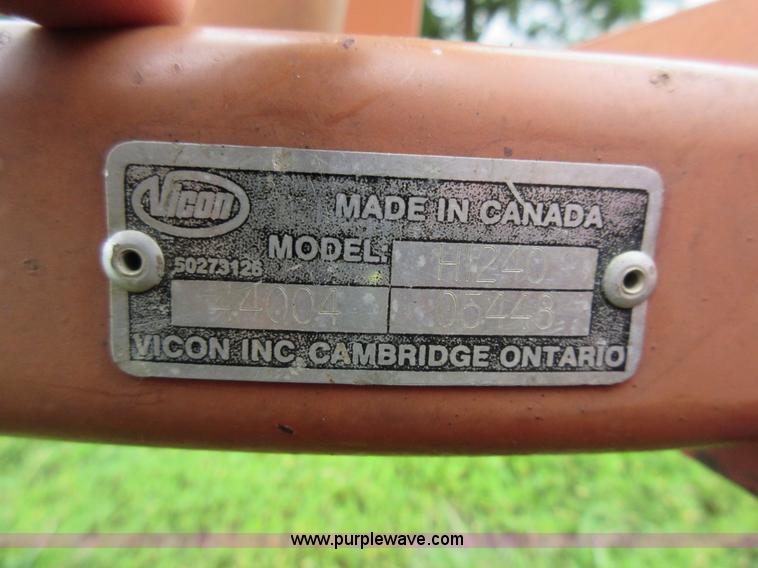 Vicon
MADE IN CANADA
MODEL.
H1240
50273126
44004
05448
VICON INC. CAMBRIDGE ONTARIO
www.purplewave.com